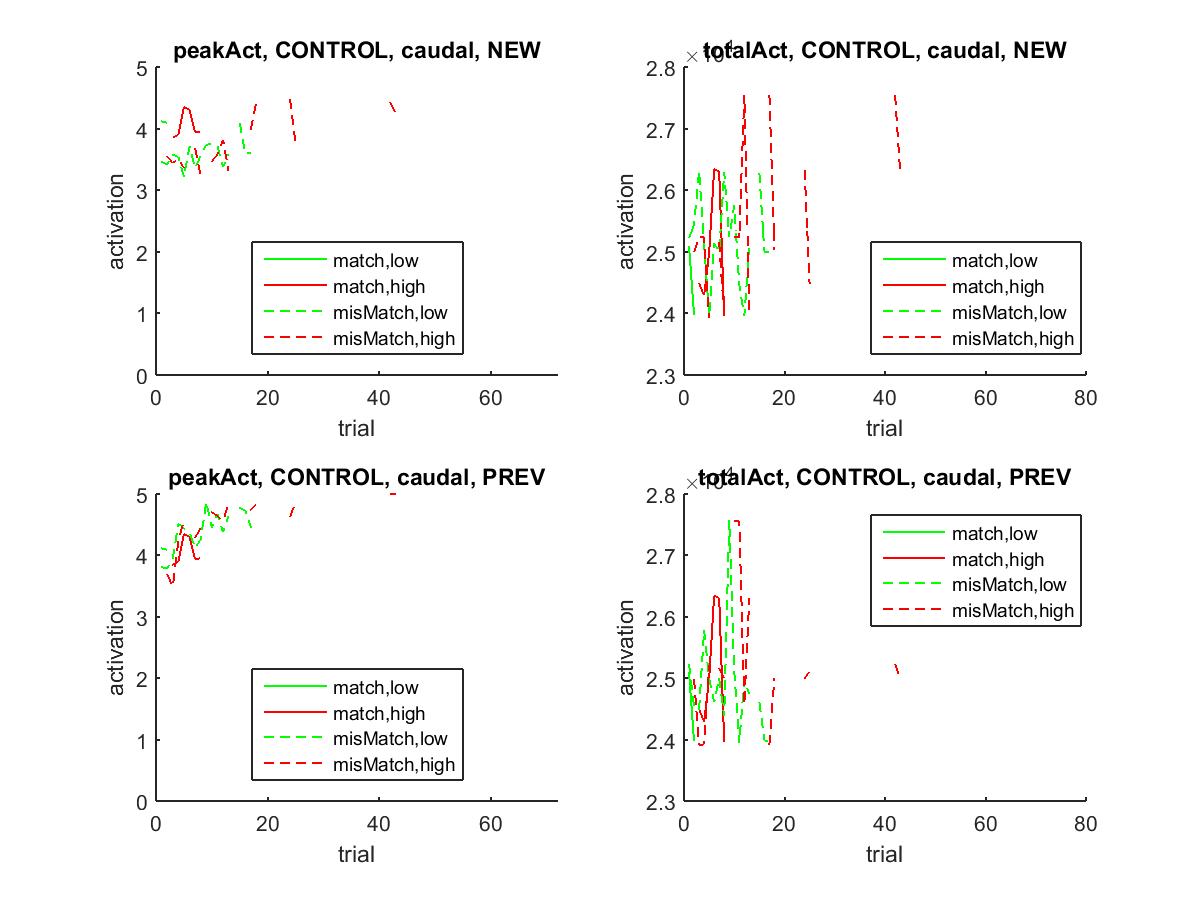 peakAct, CONTROL, caudal, NEW
5
4
3
2
1
0
activation
0 20 40 60
trial
match,low
match,high
misMatch,low
misMatch,high
totalAct, CONTROL, caudal, NEW
×10⁴
2.8
2.7
2.6
2.5
2.4
2.3
activation
0 20 40 60 80
trial
match,low
match,high
misMatch,low
misMatch,high
peakAct, CONTROL, caudal, PREV
5
4
3
2
1
0
activation
0 20 40 60
trial
match,low
match,high
misMatch,low
misMatch,high
totalAct, CONTROL, caudal, PREV
×10⁴
2.8
2.7
2.6
2.5
2.4
2.3
activation
0 20 40 60 80
trial
match,low
match,high
misMatch,low
misMatch,high